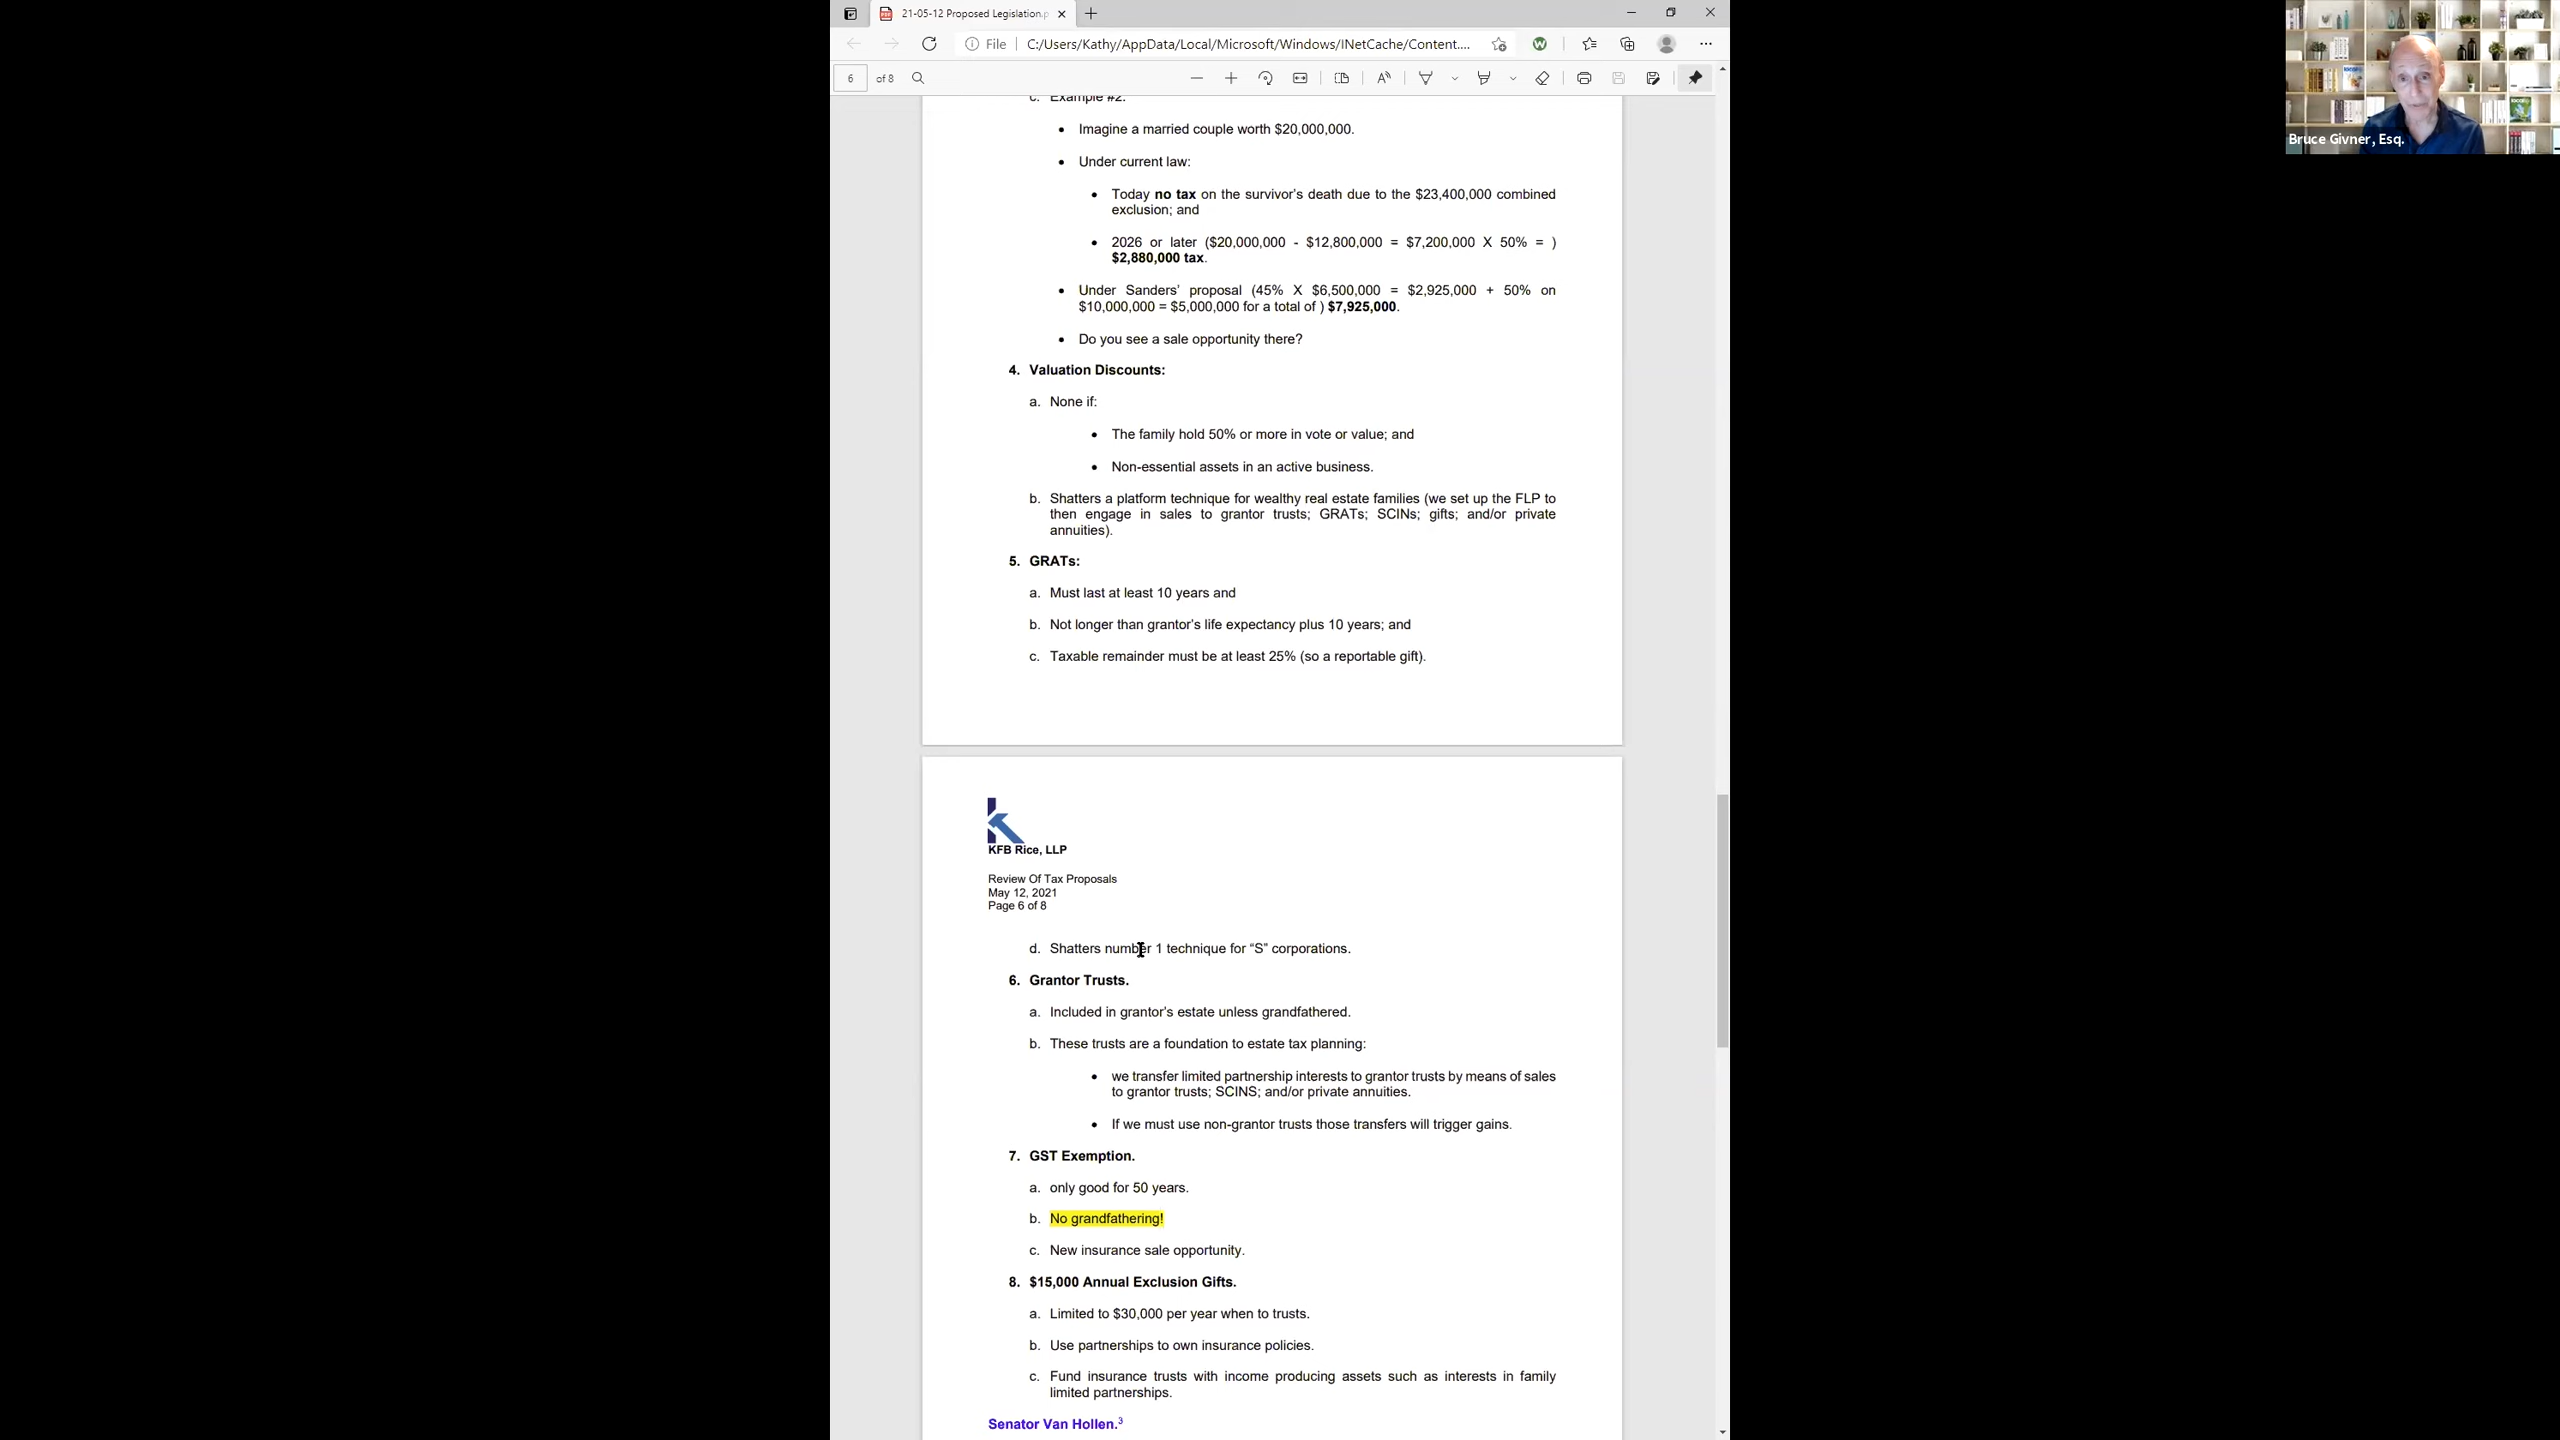 21-05-12 Proposed Legislation.p
File
C:/Users/Kathy/AppData/Local/Microsoft/Windows/INetCache/Content....
6 of 8
Bruce Givner, Esq.
c. Example #2:
• Imagine a married couple worth $20,000,000.
• Under current law:
• Today no tax on the survivor's death due to the $23,400,000 combined
exclusion; and
• 2026 or later ($20,000,000 - $12,800,000 = $7,200,000 X 50% = )
$2,880,000 tax.
• Under Sanders' proposal (45% X $6,500,000 = $2,925,000 + 50% on
$10,000,000 = $5,000,000 for a total of ) $7,925,000.
• Do you see a sale opportunity there?
4. Valuation Discounts:
a. None if:
• The family hold 50% or more in vote or value; and
• Non-essential assets in an active business.
b. Shatters a platform technique for wealthy real estate families (we set up the FLP to
then engage in sales to grantor trusts; GRATs; SCINs; gifts; and/or private
annuities).
5. GRATs:
a. Must last at least 10 years and
b. Not longer than grantor's life expectancy plus 10 years; and
c. Taxable remainder must be at least 25% (so a reportable gift).
KFB Rice, LLP
Review Of Tax Proposals
May 12, 2021
Page 6 of 8
d. Shatters number 1 technique for “S” corporations.
6. Grantor Trusts.
a. Included in grantor's estate unless grandfathered.
b. These trusts are a foundation to estate tax planning:
• we transfer limited partnership interests to grantor trusts by means of sales
to grantor trusts; SCINS; and/or private annuities.
• If we must use non-grantor trusts those transfers will trigger gains.
7. GST Exemption.
a. only good for 50 years.
b. No grandfathering!
c. New insurance sale opportunity.
8. $15,000 Annual Exclusion Gifts.
a. Limited to $30,000 per year when to trusts.
b. Use partnerships to own insurance policies.
c. Fund insurance trusts with income producing assets such as interests in family
limited partnerships.
Senator Van Hollen.3